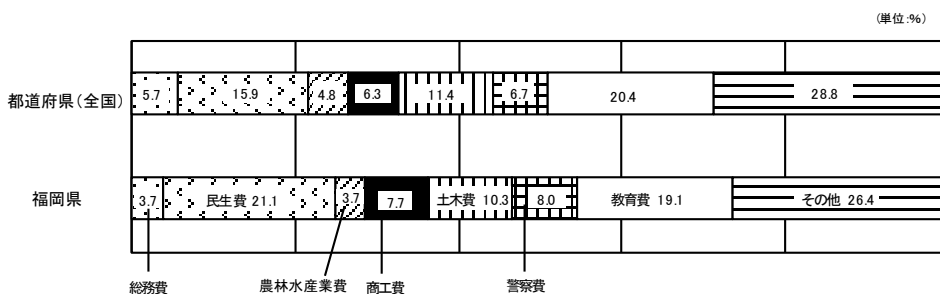 (単位:%)
都道府県(全国) 5.7 15.9 4.8 6.3 11.4 6.7 20.4 28.8
福岡県 3.7 民生費 21.1 3.7 7.7 土木費 10.3 8.0 教育費 19.1 その他 26.4
総務費 農林水産業費 商工費 警察費